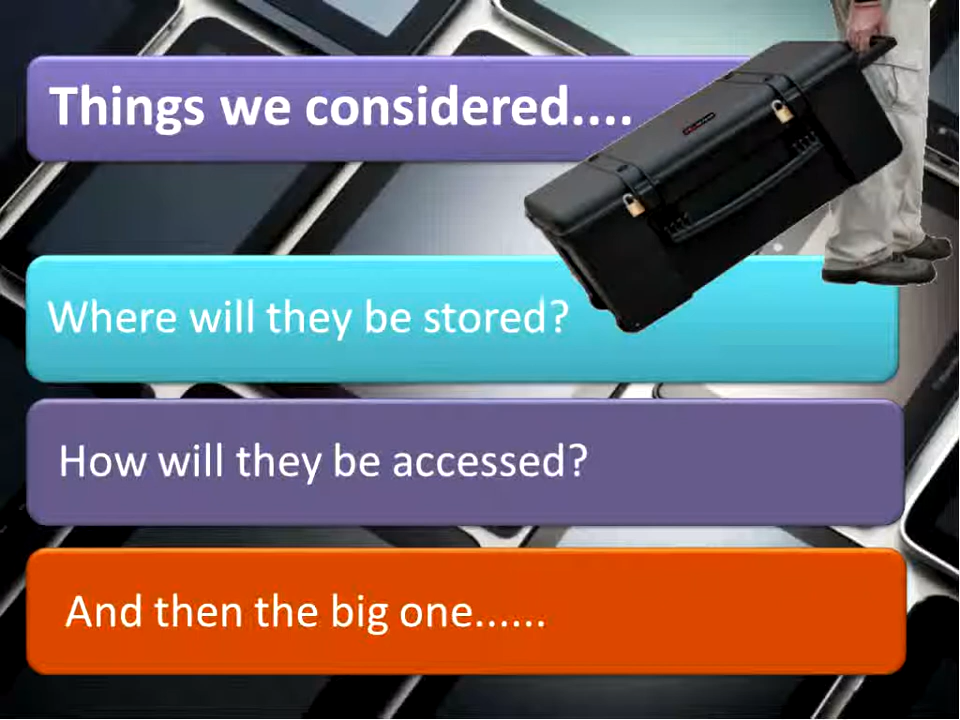 Things we considered....
Where will they be stored?
How will they be accessed?
And then the big one......